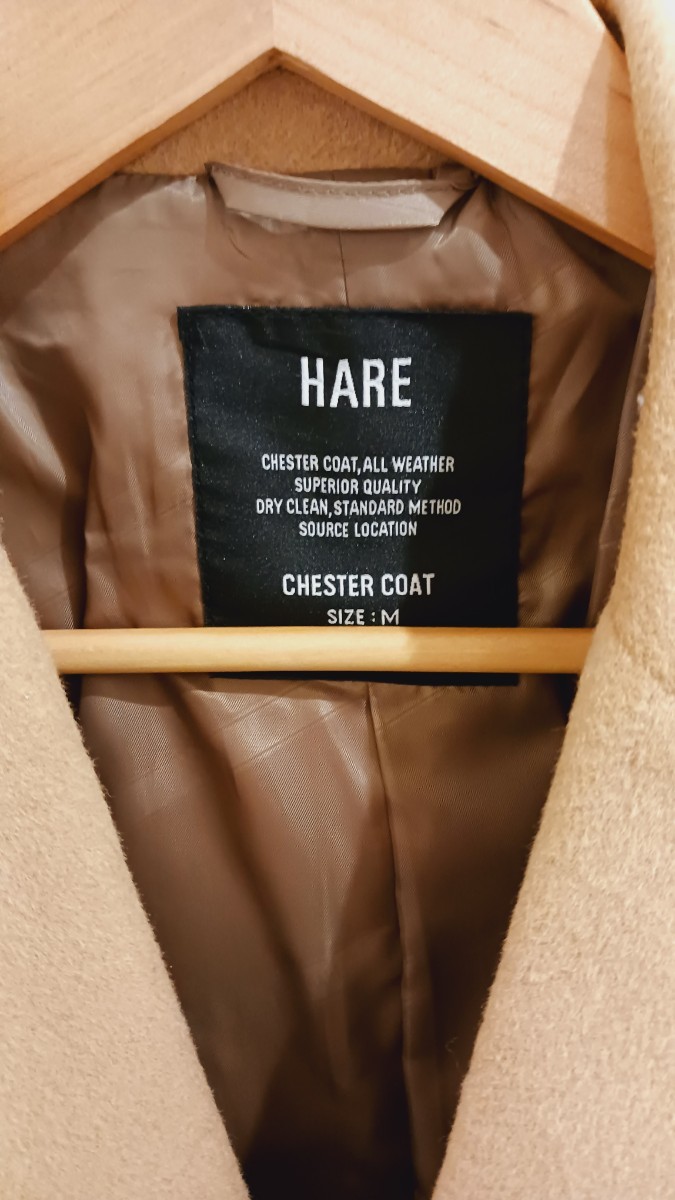 HARE
CHESTER COAT,ALL WEATHER
SUPERIOR QUALITY
DRY CLEAN,STANDARD METHOD
SOURCE LOCATION
CHESTER COAT
SIZE : M